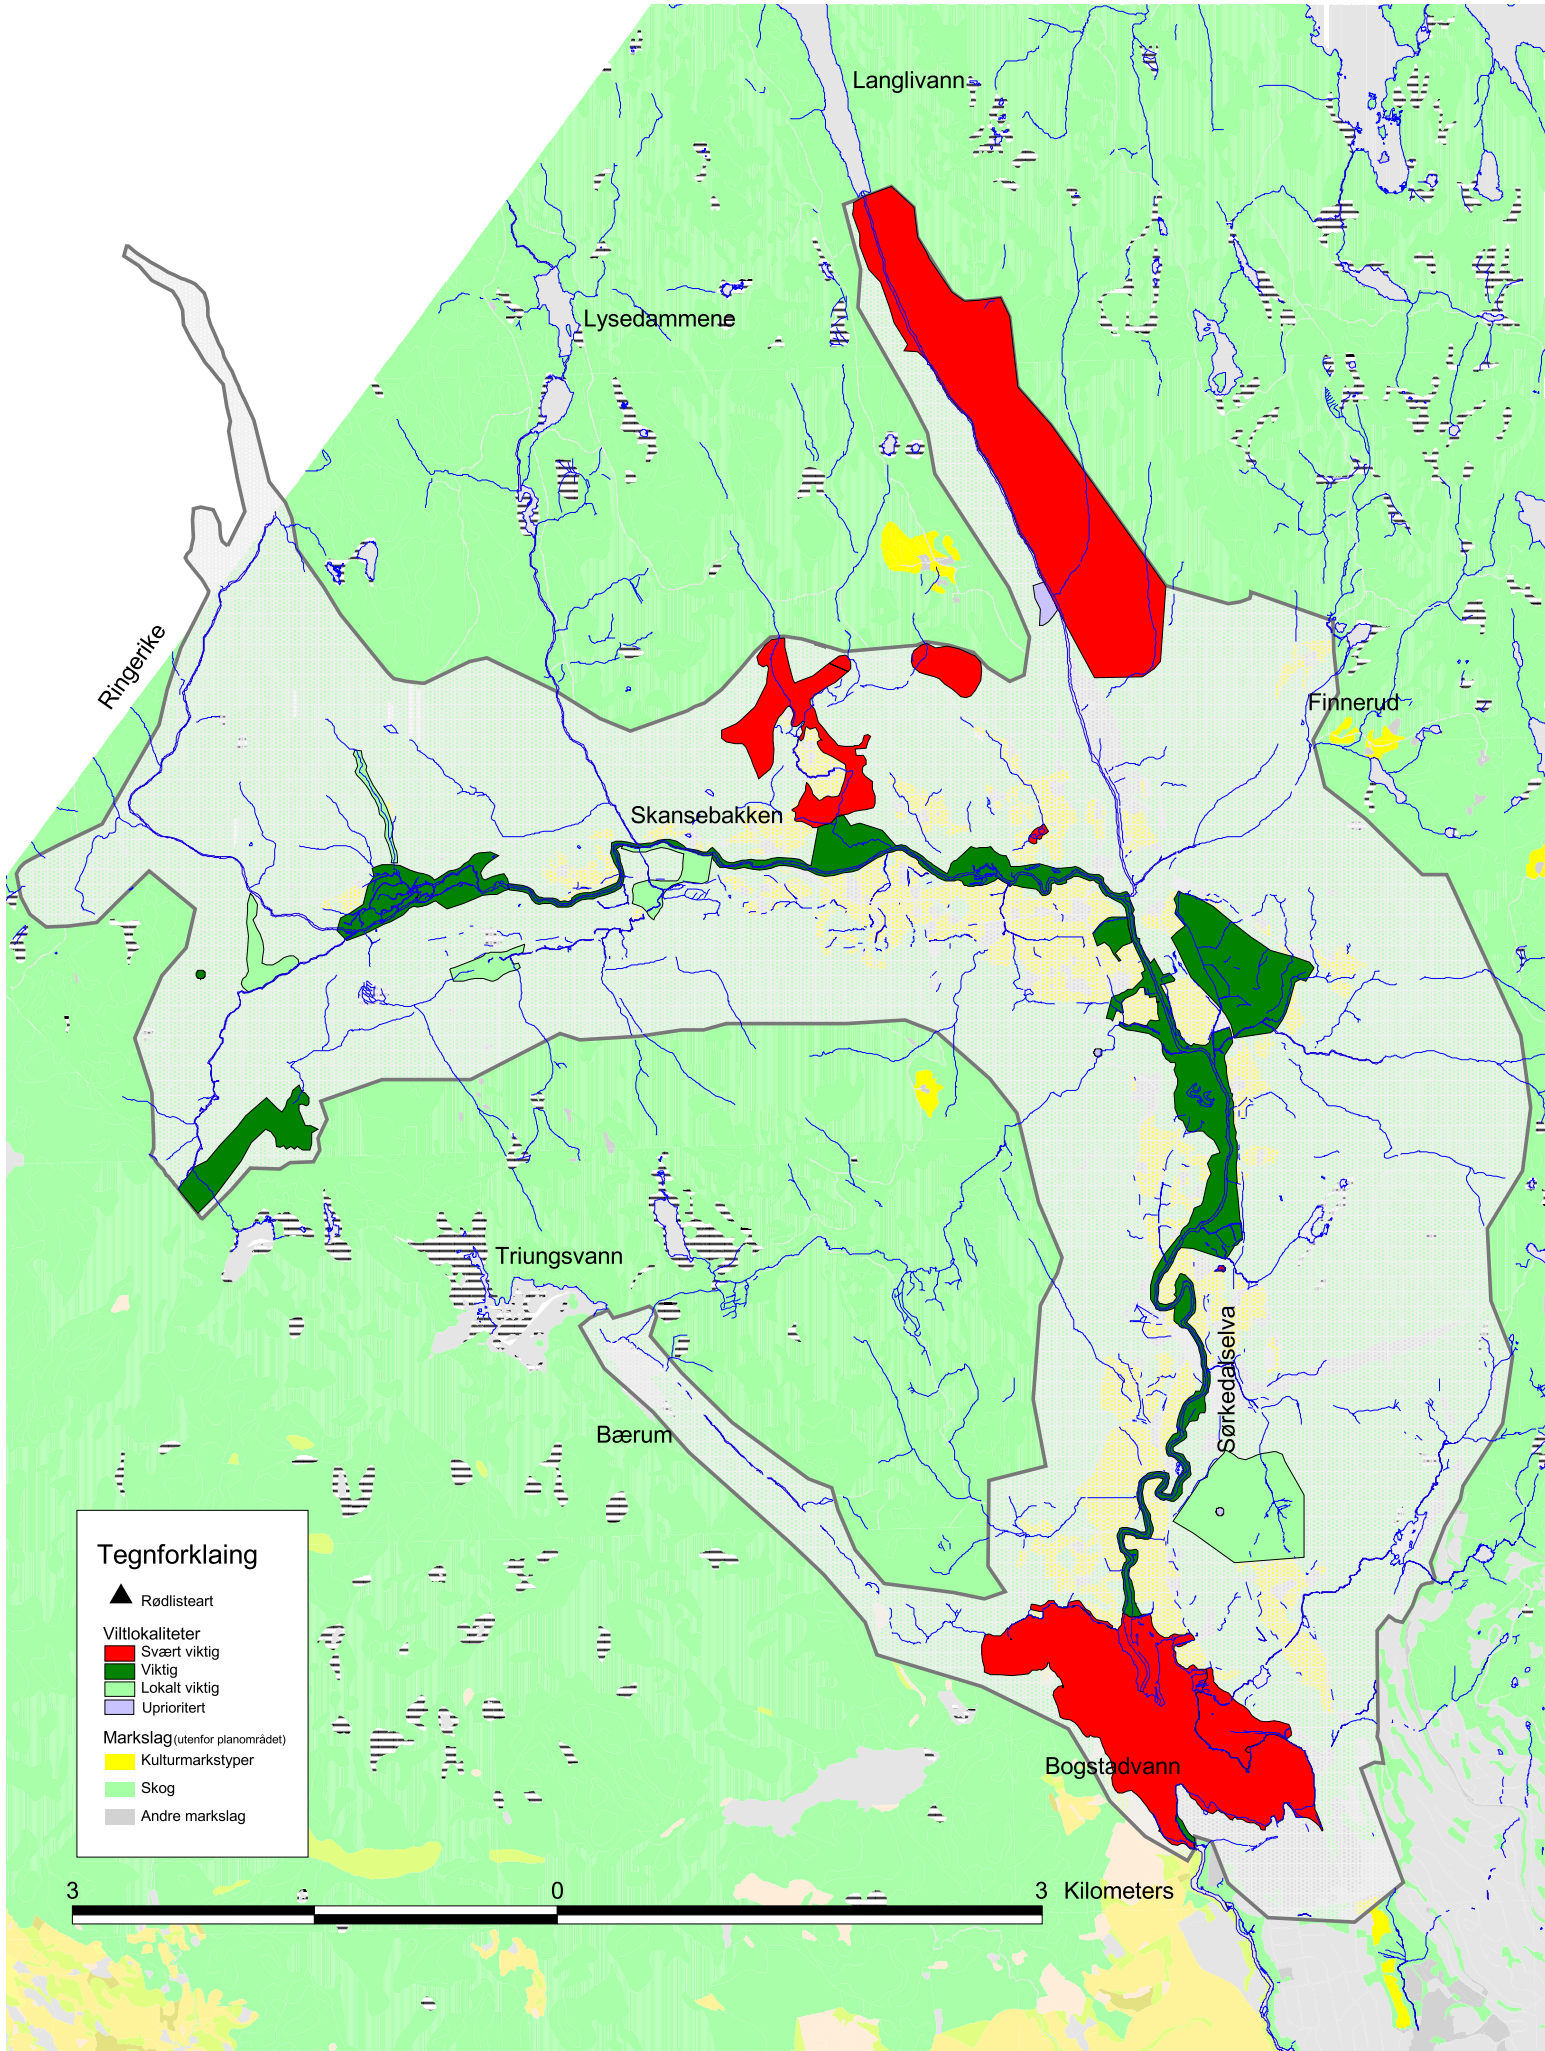 Langlivann
Lysedammene
Ringerike
Finnerud
Skansebakken
Triungsvann
Sørkedalselva
Bærum
Tegnforklaing
Rødlisteart
Viltlokaliteter
Svært viktig
Viktig
Lokalt viktig
Uprioritert
Markslag (utenfor planområdet)
Kulturmarkstyper
Skog
Andre markslag
Bogstadvann
3 0 3 Kilometers